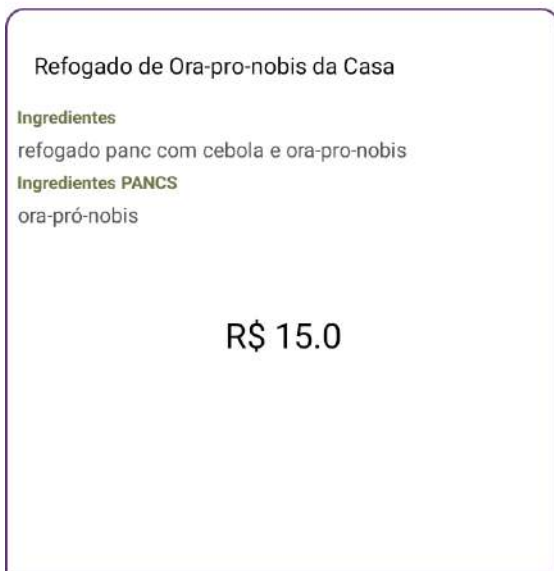 Refogado de Ora-pro-nobis da Casa
Ingredientes
refogado panc com cebola e ora-pro-nobis
Ingredientes PANCS
ora-pró-nobis
R$ 15.0